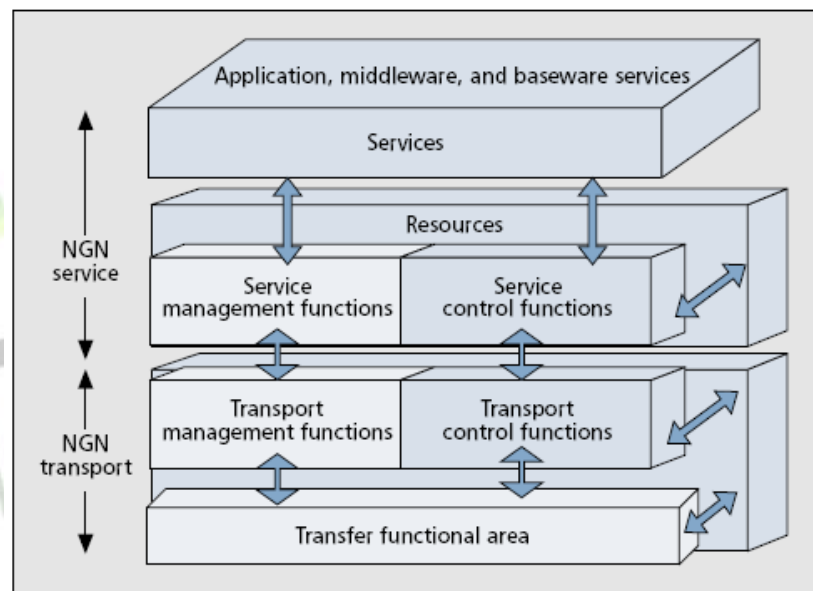 Application, middleware, and baseware services
Services
Resources
NGN
service
Service
management functions
Service
control functions
NGN
transport
Transport
management functions
Transport
control functions
Transfer functional area